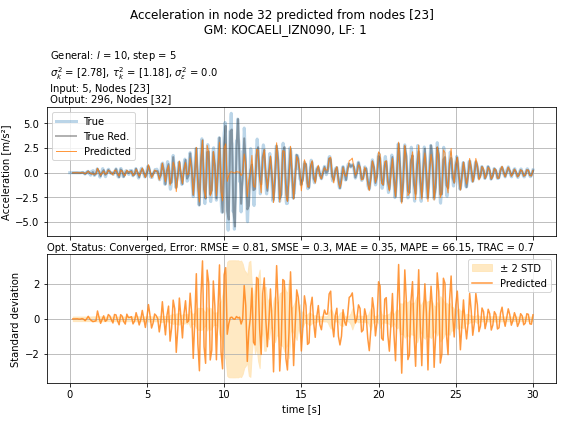 Acceleration in node 32 predicted from nodes [23]
GM: KOCAELI_IZN090, LF: 1
General: l = 10, step = 5
σ²ₖ = [2.78], τ²ₖ = [1.18], σ²ε = 0.0
Input: 5, Nodes [23]
Output: 296, Nodes [32]
Acceleration [m/s²]
5.0
2.5
0.0
−2.5
−5.0
True
True Red.
Predicted
Opt. Status: Converged, Error: RMSE = 0.81, SMSE = 0.3, MAE = 0.35, MAPE = 66.15, TRAC = 0.7
Standard deviation
2
0
−2
± 2 STD
Predicted
0 5 10 15 20 25 30
time [s]